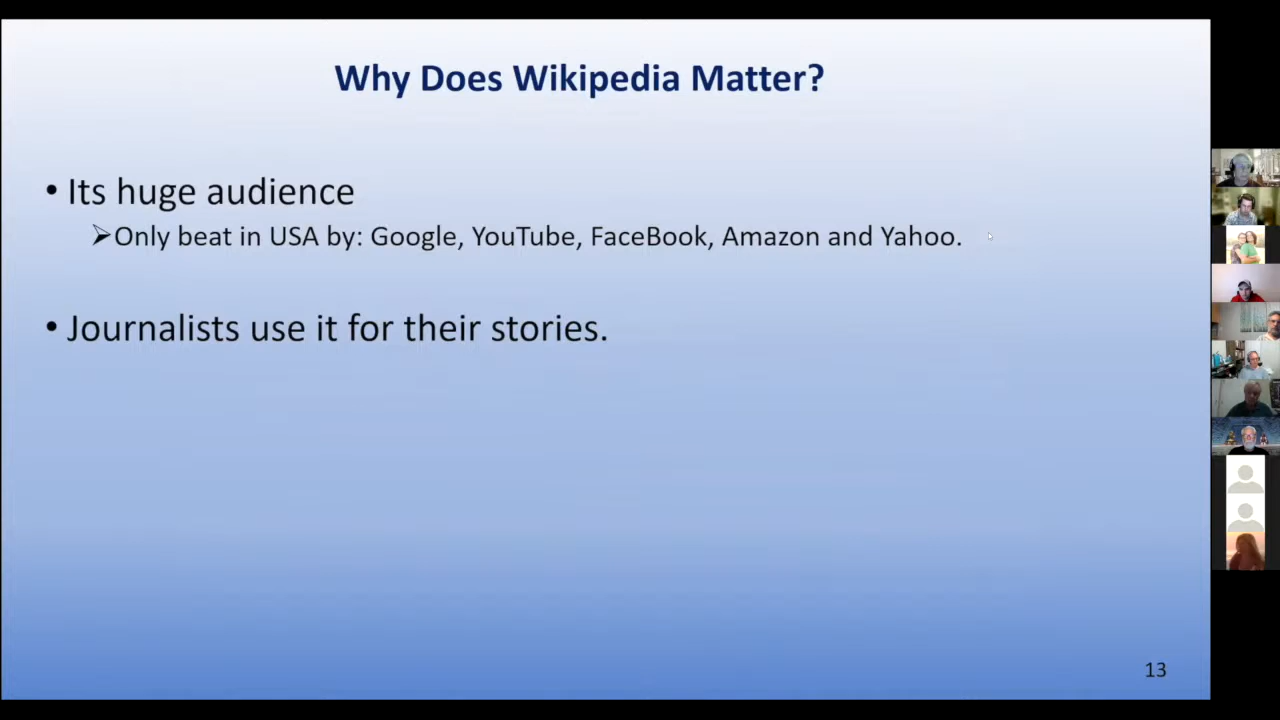 Why Does Wikipedia Matter?
• Its huge audience
➢Only beat in USA by: Google, YouTube, FaceBook, Amazon and Yahoo.
• Journalists use it for their stories.
13